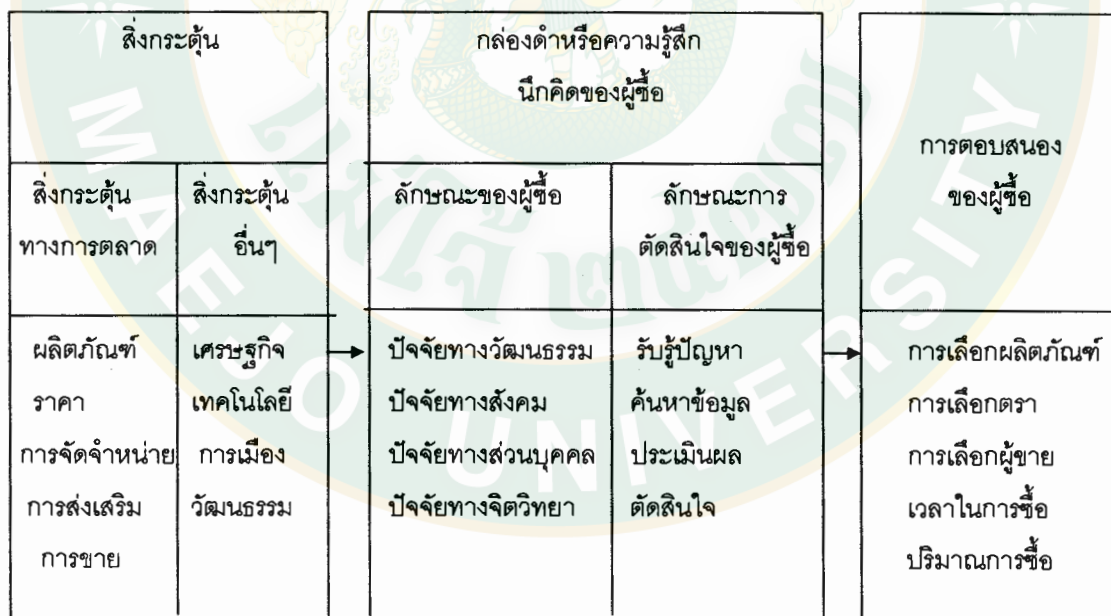 สิ่งกระตุ้น
กล่องดำหรือความรู้สึก
นึกคิดของผู้ซื้อ
การตอบสนอง
ของผู้ซื้อ
สิ่งกระตุ้น
ทางการตลาด
สิ่งกระตุ้น
อื่นๆ
ลักษณะของผู้ซื้อ
ลักษณะการ
ตัดสินใจของผู้ซื้อ
ผลิตภัณฑ์
ราคา
การจัดจำหน่าย
การส่งเสริม
การขาย
เศรษฐกิจ
เทคโนโลยี
การเมือง
วัฒนธรรม
ปัจจัยทางวัฒนธรรม
ปัจจัยทางสังคม
ปัจจัยทางส่วนบุคคล
ปัจจัยทางจิตวิทยา
รับรู้ปัญหา
ค้นหาข้อมูล
ประเมินผล
ตัดสินใจ
การเลือกผลิตภัณฑ์
การเลือกตรา
การเลือกผู้ขาย
เวลาในการซื้อ
ปริมาณการซื้อ
แม่โจ้ ๒๔๗๗
MAEJO UNIVERSITY